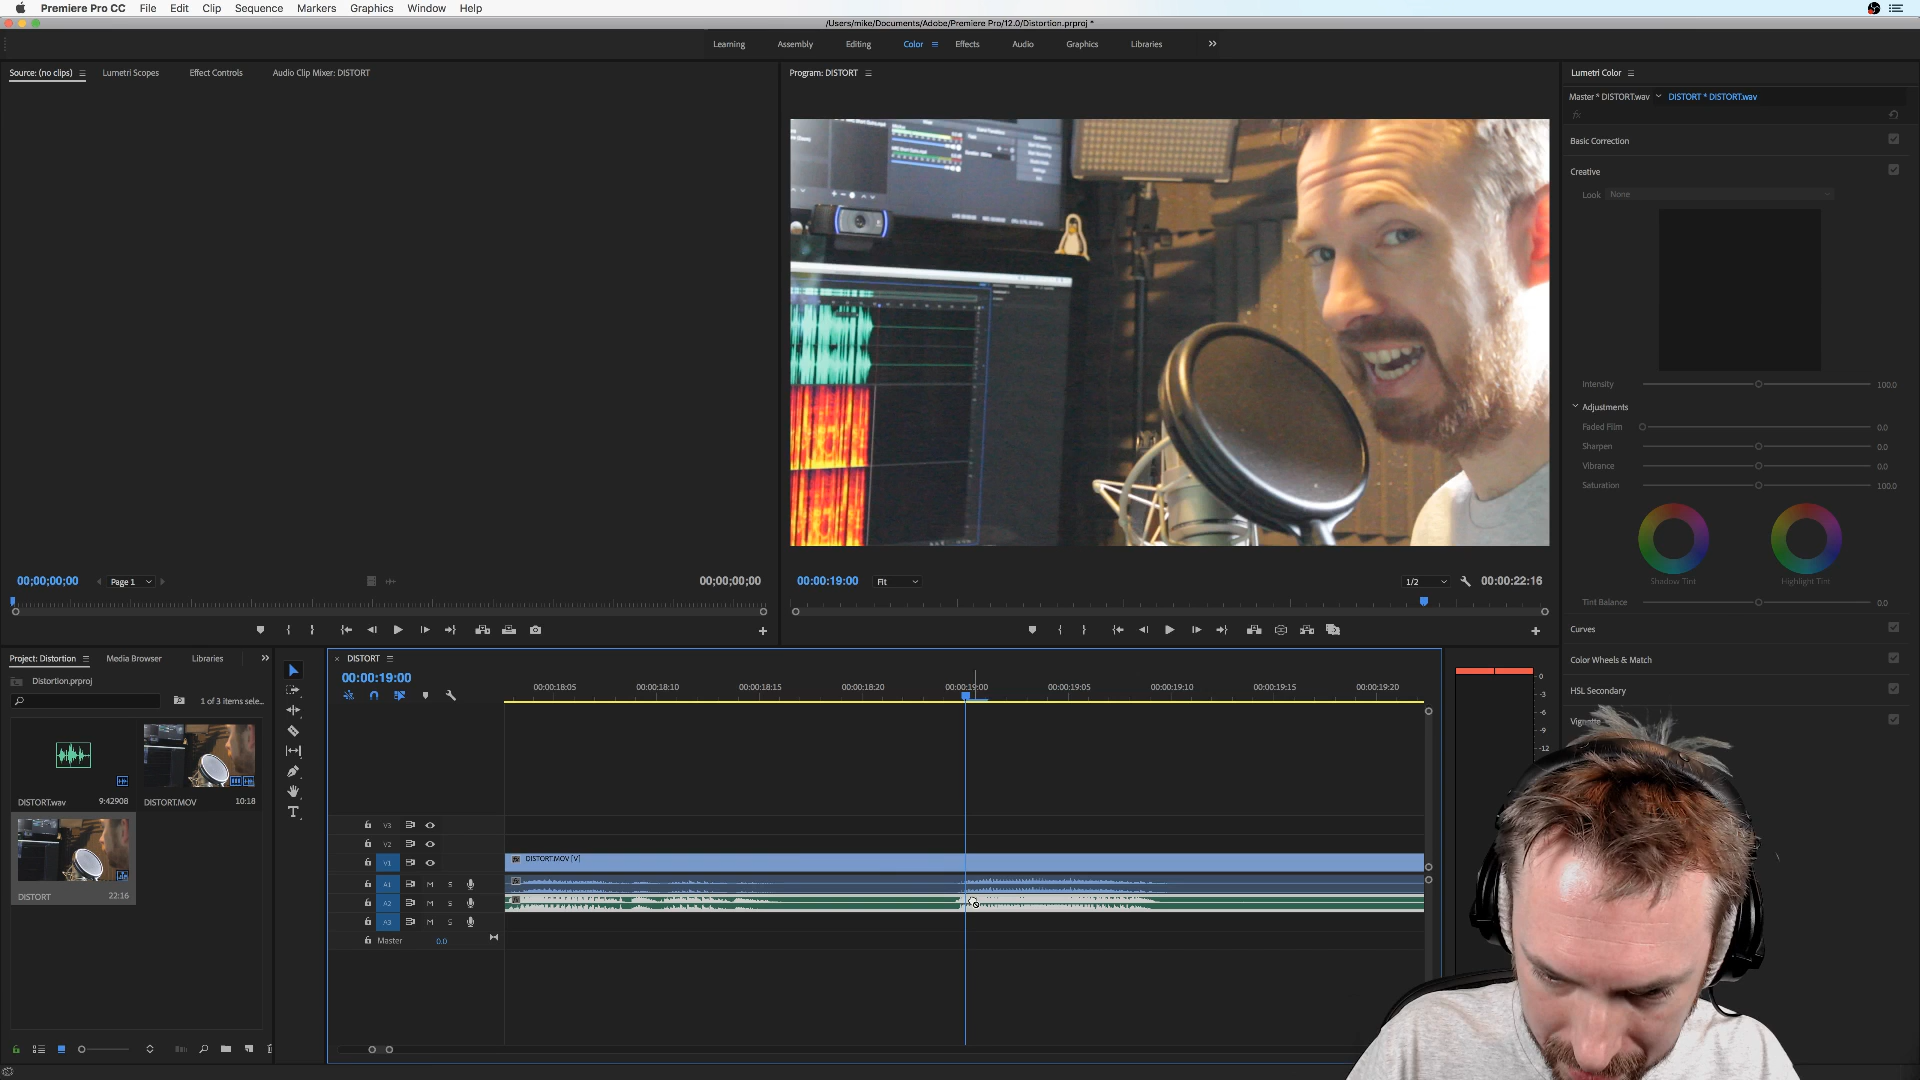 Premiere Pro CC File Edit Clip Sequence Markers Graphics Window Help
/Users/mike/Documents/Adobe/Premiere Pro/12.0/Distortion.prproj *
Learning Assembly Editing Color Effects Audio Graphics Libraries
Source: (no clips) Lumetri Scopes Effect Controls Audio Clip Mixer: DISTORT
Program: DISTORT
Lumetri Color
Master * DISTORT.wav DISTORT * DISTORT.wav
fx
Basic Correction
Creative
Look None
Intensity 100.0
Adjustments
Faded Film 0.0
Sharpen 0.0
Vibrance 0.0
Saturation 100.0
Shadow Tint Highlight Tint
Tint Balance 0.0
Curves
Color Wheels & Match
HSL Secondary
Vignette
00;00;00;00 Page 1 00;00;00;00
00:00:19:00 Fit 1/2 00:00:22:16
Project: Distortion Media Browser Libraries
Distortion.prproj
1 of 3 items sele...
DISTORT.wav 9:42908 DISTORT.MOV 10:18
DISTORT 22:16
× DISTORT
00:00:19:00
00:00:18:05 00:00:18:10 00:00:18:15 00:00:18:20 00:00:19:00 00:00:19:05 00:00:19:10 00:00:19:15 00:00:19:20
V3
V2
V1 DISTORT.MOV [V]
A1 M S
A2 M S
A3 M S
Master 0.0
0
-3
-6
-9
-12